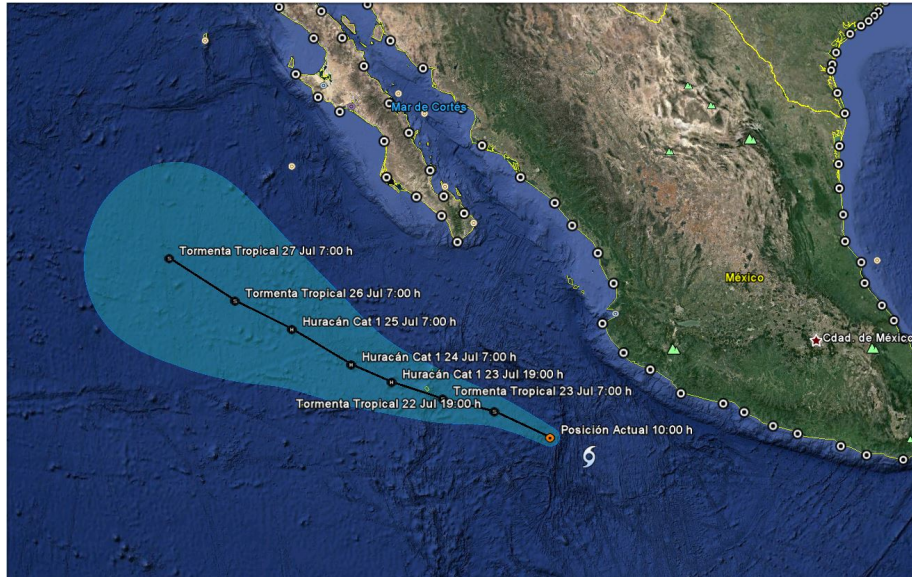 Mar de Cortés
Tormenta Tropical 27 Jul 7:00 h
México
Tormenta Tropical 26 Jul 7:00 h
Huracán Cat 1 25 Jul 7:00 h
Cdad. de México
Huracán Cat 1 24 Jul 7:00 h
Huracán Cat 1 23 Jul 19:00 h
Tormenta Tropical 23 Jul 7:00 h
Tormenta Tropical 22 Jul 19:00 h
Posición Actual 10:00 h